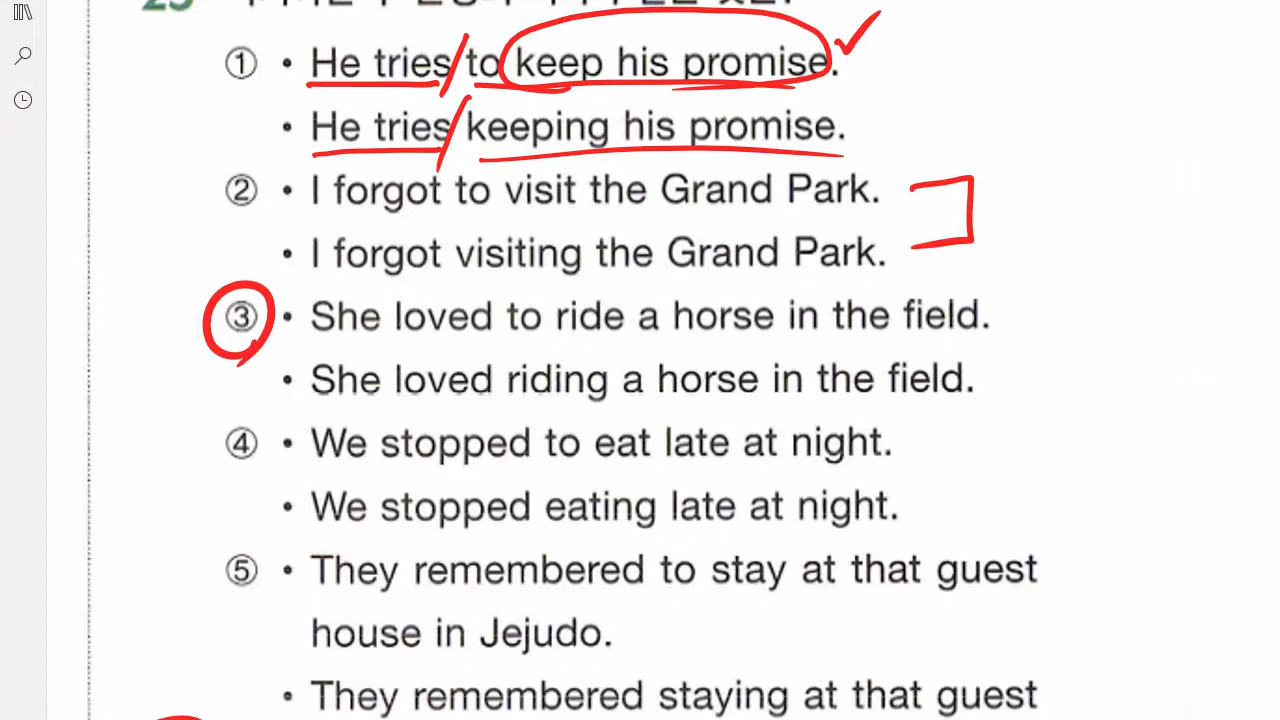 ① • He tries to keep his promise.
• He tries keeping his promise.
② • I forgot to visit the Grand Park.
• I forgot visiting the Grand Park.
③ • She loved to ride a horse in the field.
• She loved riding a horse in the field.
④ • We stopped to eat late at night.
• We stopped eating late at night.
⑤ • They remembered to stay at that guest
house in Jejudo.
• They remembered staying at that guest